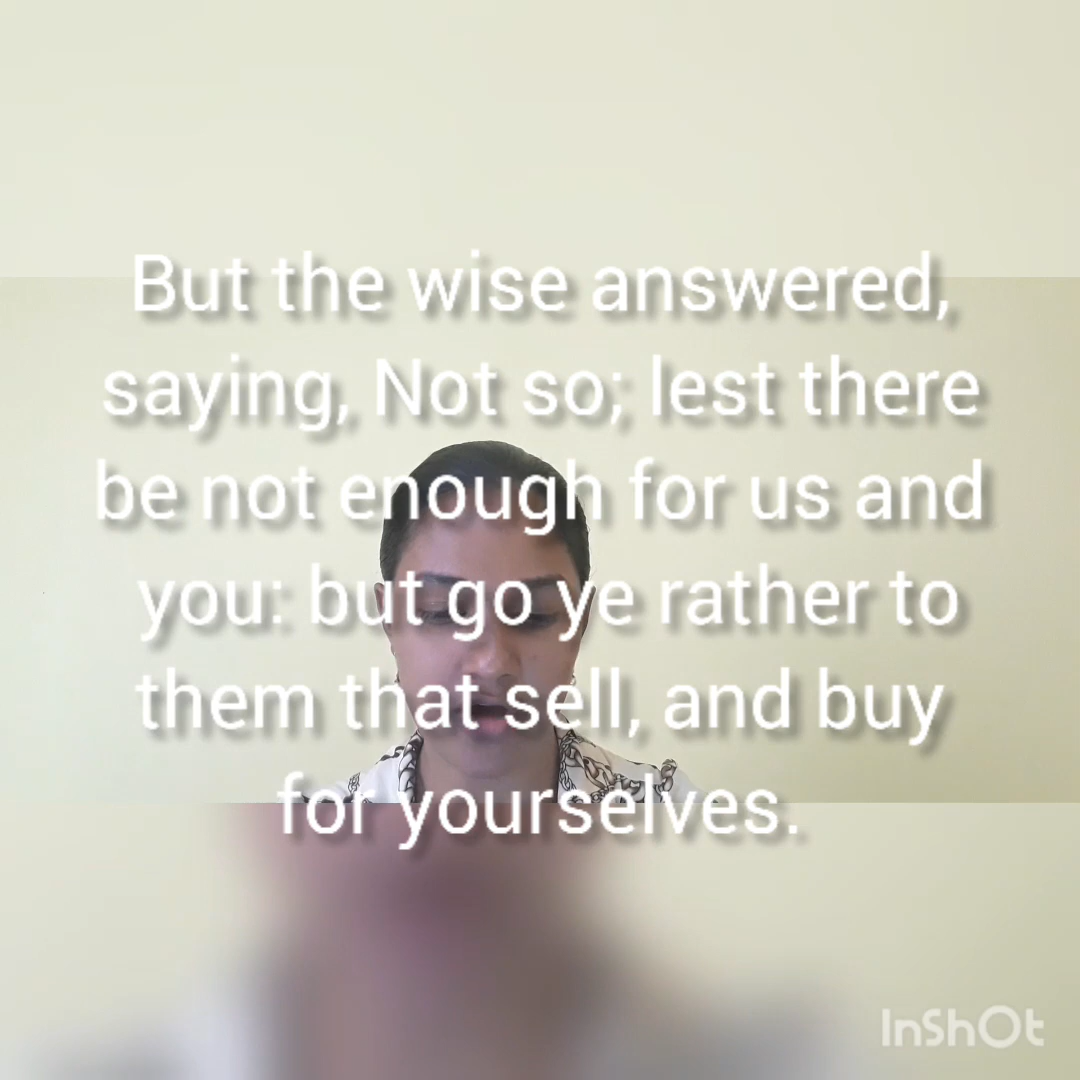 But the wise answered,
saying, Not so; lest there
be not enough for us and
you: but go ye rather to
them that sell, and buy
for yourselves.
InShOt